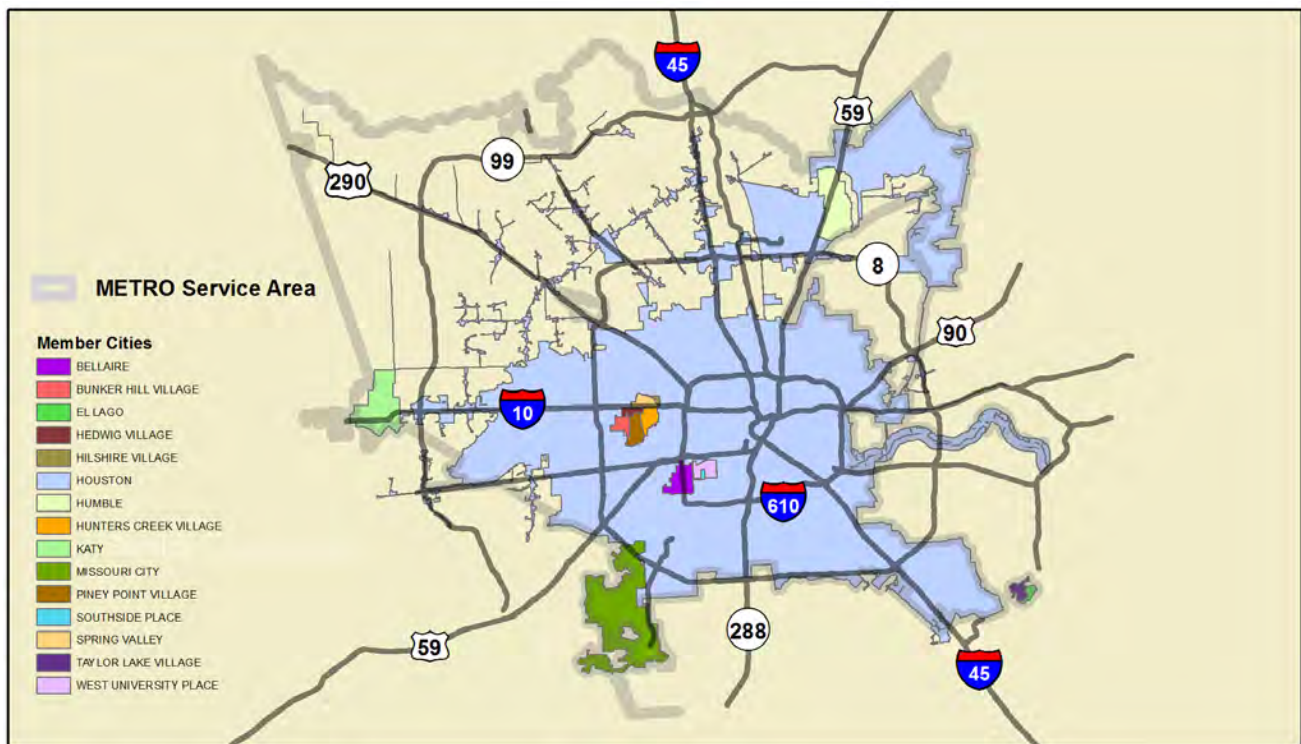 45
59
99
290
8
METRO Service Area
90
Member Cities
BELLAIRE
BUNKER HILL VILLAGE
EL LAGO
10
HEDWIG VILLAGE
HILSHIRE VILLAGE
HOUSTON
610
HUMBLE
HUNTERS CREEK VILLAGE
KATY
MISSOURI CITY
PINEY POINT VILLAGE
SOUTHSIDE PLACE
288
SPRING VALLEY
59
TAYLOR LAKE VILLAGE
45
WEST UNIVERSITY PLACE